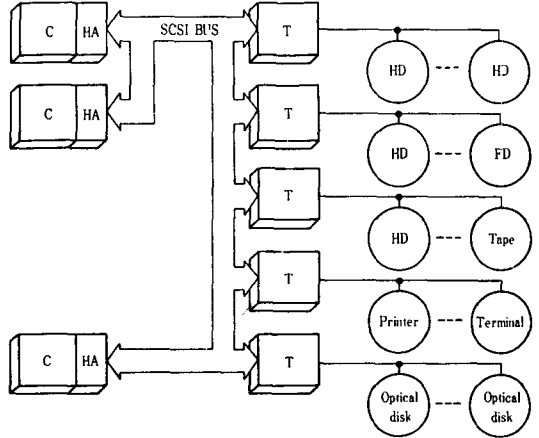 C HA SCSI BUS T
HD --- HD
C HA T
HD --- FD
T
HD --- Tape
T
Printer --- Terminal
C HA T
Optical disk --- Optical disk